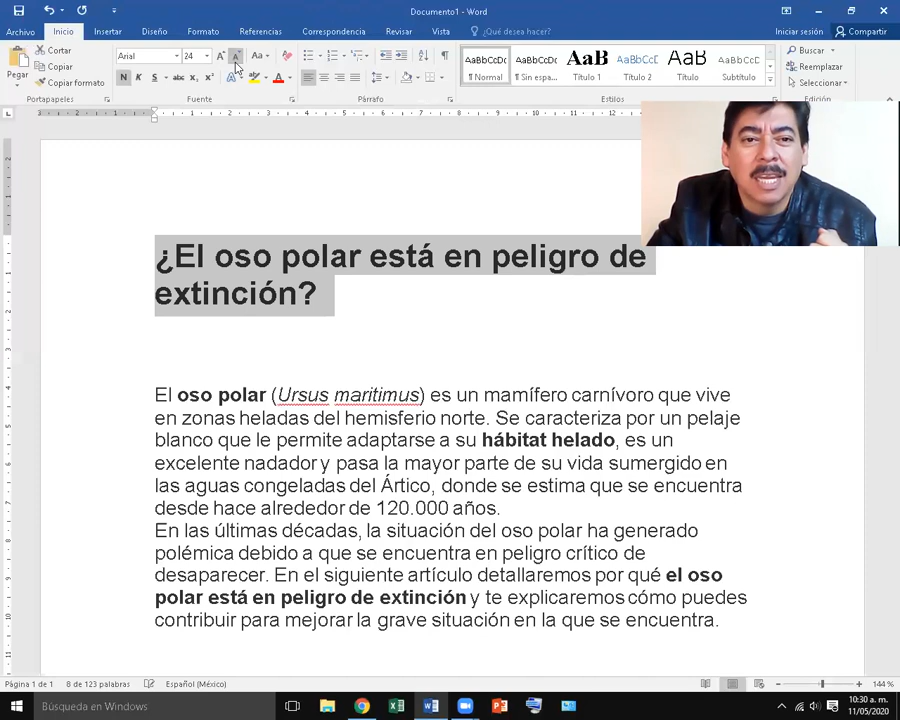 Documento1 - Word
Archivo Inicio Insertar Diseño Formato Referencias Correspondencia Revisar Vista ¿Qué desea hacer? Iniciar sesión Compartir
Pegar
Cortar
Copiar
Copiar formato
Portapapeles
Arial 24
Fuente
Párrafo
AaBbCcDc AaBbCcDc AaB AaBbCcD AaB AaBbCcD
¶ Normal ¶ Sin espa... Título 1 Título 2 Título Subtítulo
Estilos
Buscar
Reemplazar
Seleccionar
Edición
¿El oso polar está en peligro de
extinción?
El oso polar (Ursus maritimus) es un mamífero carnívoro que vive
en zonas heladas del hemisferio norte. Se caracteriza por un pelaje
blanco que le permite adaptarse a su hábitat helado, es un
excelente nadador y pasa la mayor parte de su vida sumergido en
las aguas congeladas del Ártico, donde se estima que se encuentra
desde hace alrededor de 120.000 años.
En las últimas décadas, la situación del oso polar ha generado
polémica debido a que se encuentra en peligro crítico de
desaparecer. En el siguiente artículo detallaremos por qué el oso
polar está en peligro de extinción y te explicaremos cómo puedes
contribuir para mejorar la grave situación en la que se encuentra.
Página 1 de 1 8 de 123 palabras Español (México) 144 %
Búsqueda en Windows
10:30 a. m.
11/05/2020